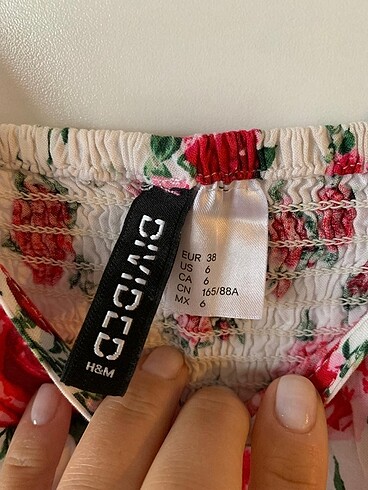 DIVIDED
H&M
EUR 38
US 6
CA 6
CN 165/88A
MX 6